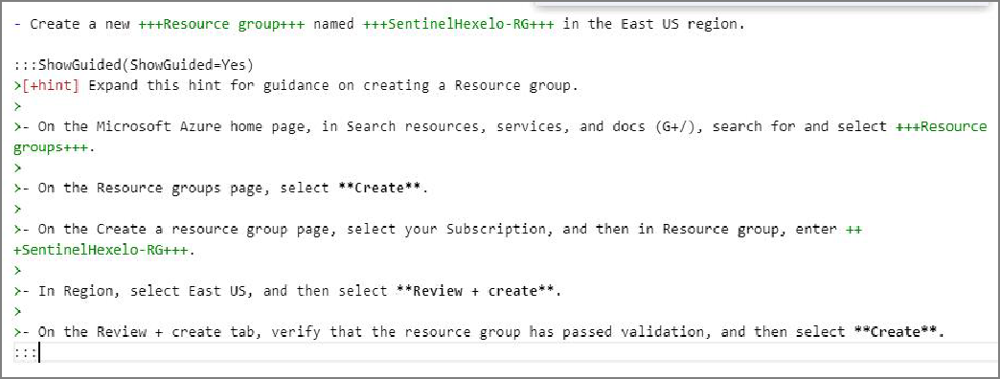 - Create a new +++Resource group+++ named +++SentinelHexelo-RG+++ in the East US region.
:::ShowGuided(ShowGuided=Yes)
>[+hint] Expand this hint for guidance on creating a Resource group.
>
>- On the Microsoft Azure home page, in Search resources, services, and docs (G+/), search for and select +++Resource
groups+++.
>
>- On the Resource groups page, select **Create**.
>
>- On the Create a resource group page, select your Subscription, and then in Resource group, enter ++
+SentinelHexelo-RG+++.
>
>- In Region, select East US, and then select **Review + create**.
>
>- On the Review + create tab, verify that the resource group has passed validation, and then select **Create**.
:::